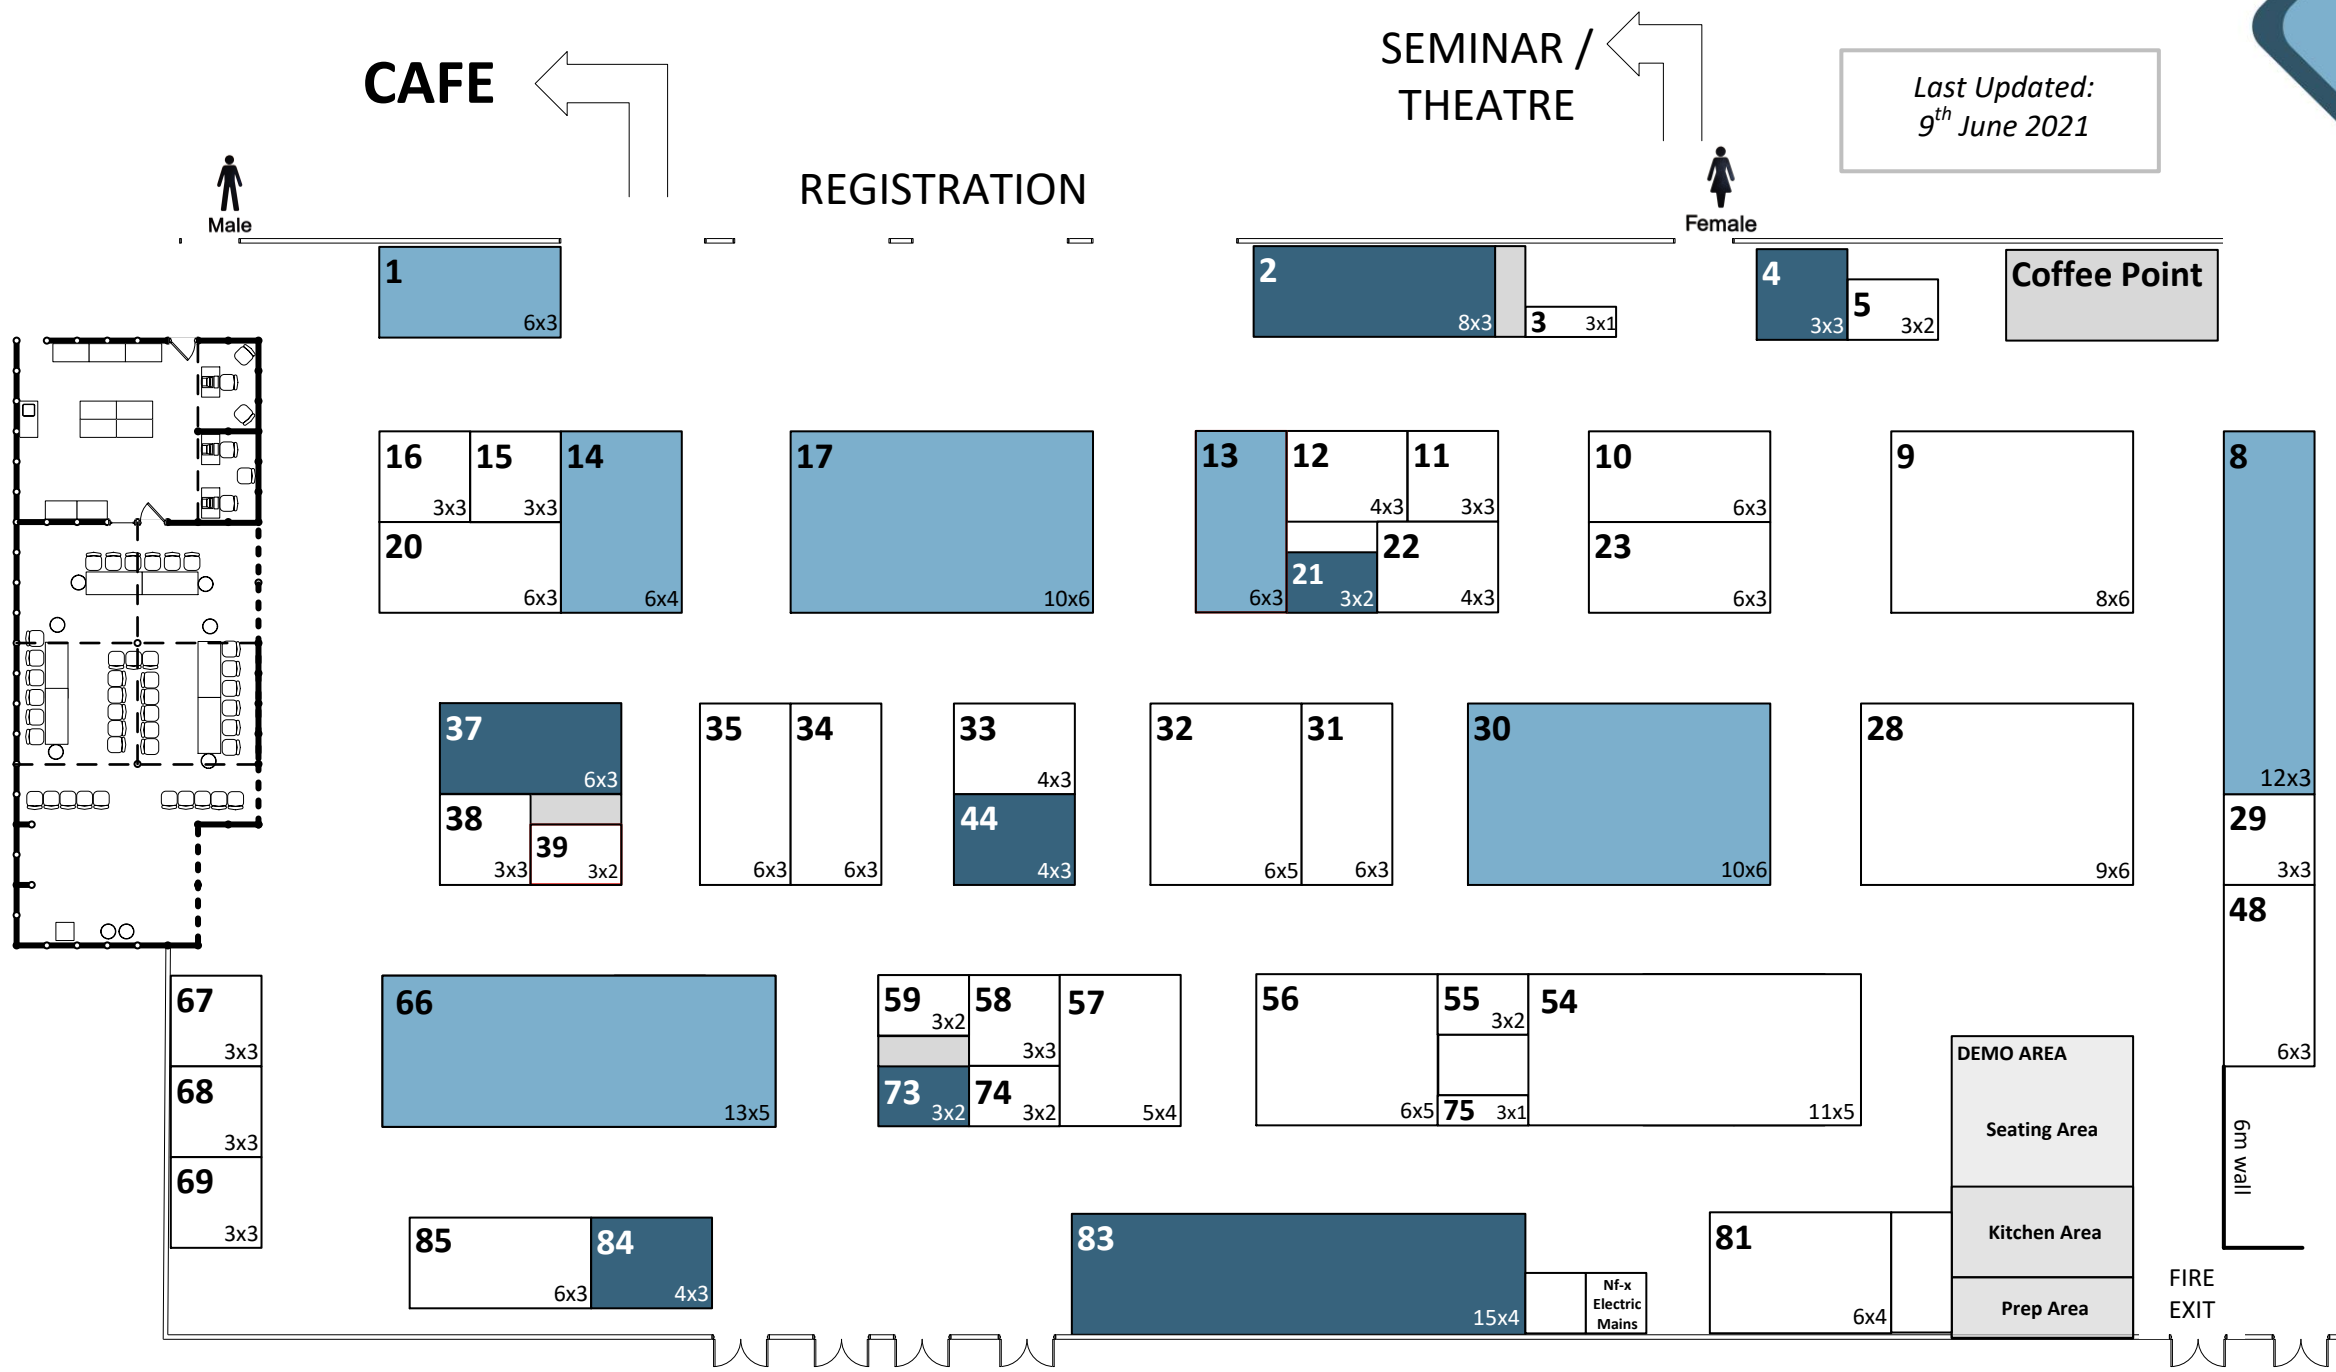 CAFE
SEMINAR /
THEATRE
Last Updated:
9th June 2021
Male
REGISTRATION
Female
1
6x3
2
8x3
3 3x1
4
3x3
5
3x2
Coffee Point
16
3x3
15
3x3
14
6x4
20
6x3
17
10x6
13
6x3
12
4x3
11
3x3
21
3x2
22
4x3
10
6x3
23
6x3
9
8x6
8
12x3
37
6x3
38
3x3
39
3x2
35
6x3
34
6x3
33
4x3
44
4x3
32
6x5
31
6x3
30
10x6
28
9x6
29
3x3
48
6x3
67
3x3
68
3x3
69
3x3
66
13x5
59
3x2
58
3x3
57
5x4
73
3x2
74
3x2
56
6x5
55
3x2
75 3x1
54
11x5
DEMO AREA
Seating Area
Kitchen Area
Prep Area
6m wall
85
6x3
84
4x3
83
15x4
Nf-x
Electric
Mains
81
6x4
FIRE
EXIT